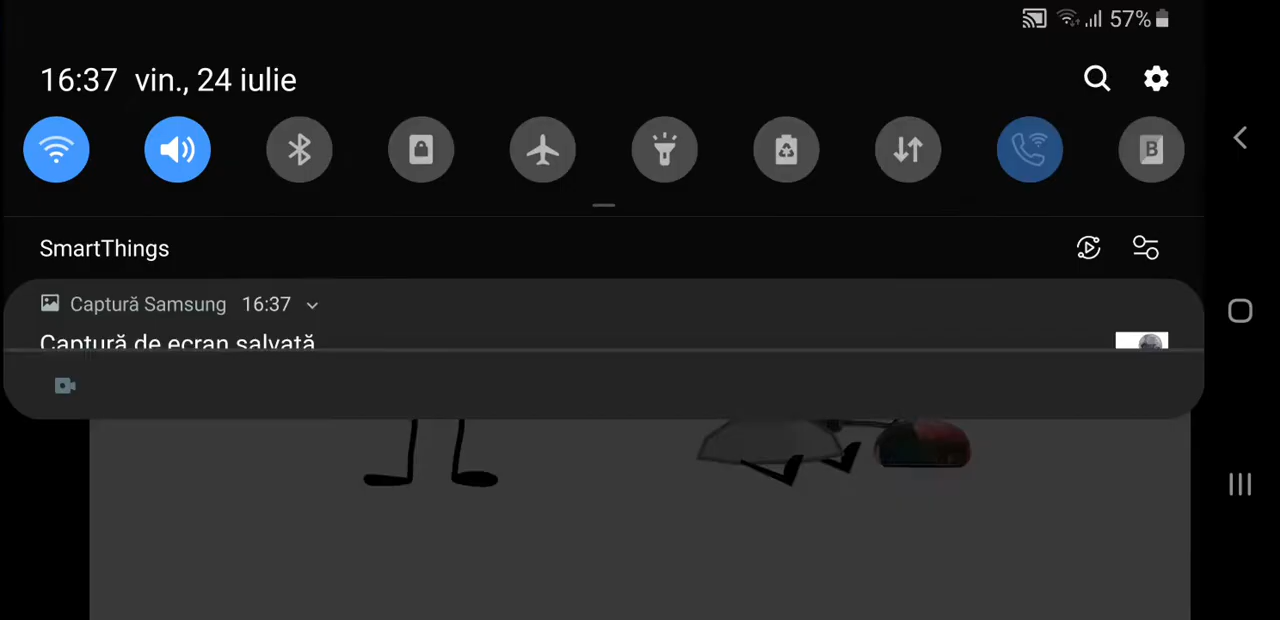 57%
16:37 vin., 24 iulie
B
SmartThings
Captură Samsung 16:37
Captură de ecran salvată